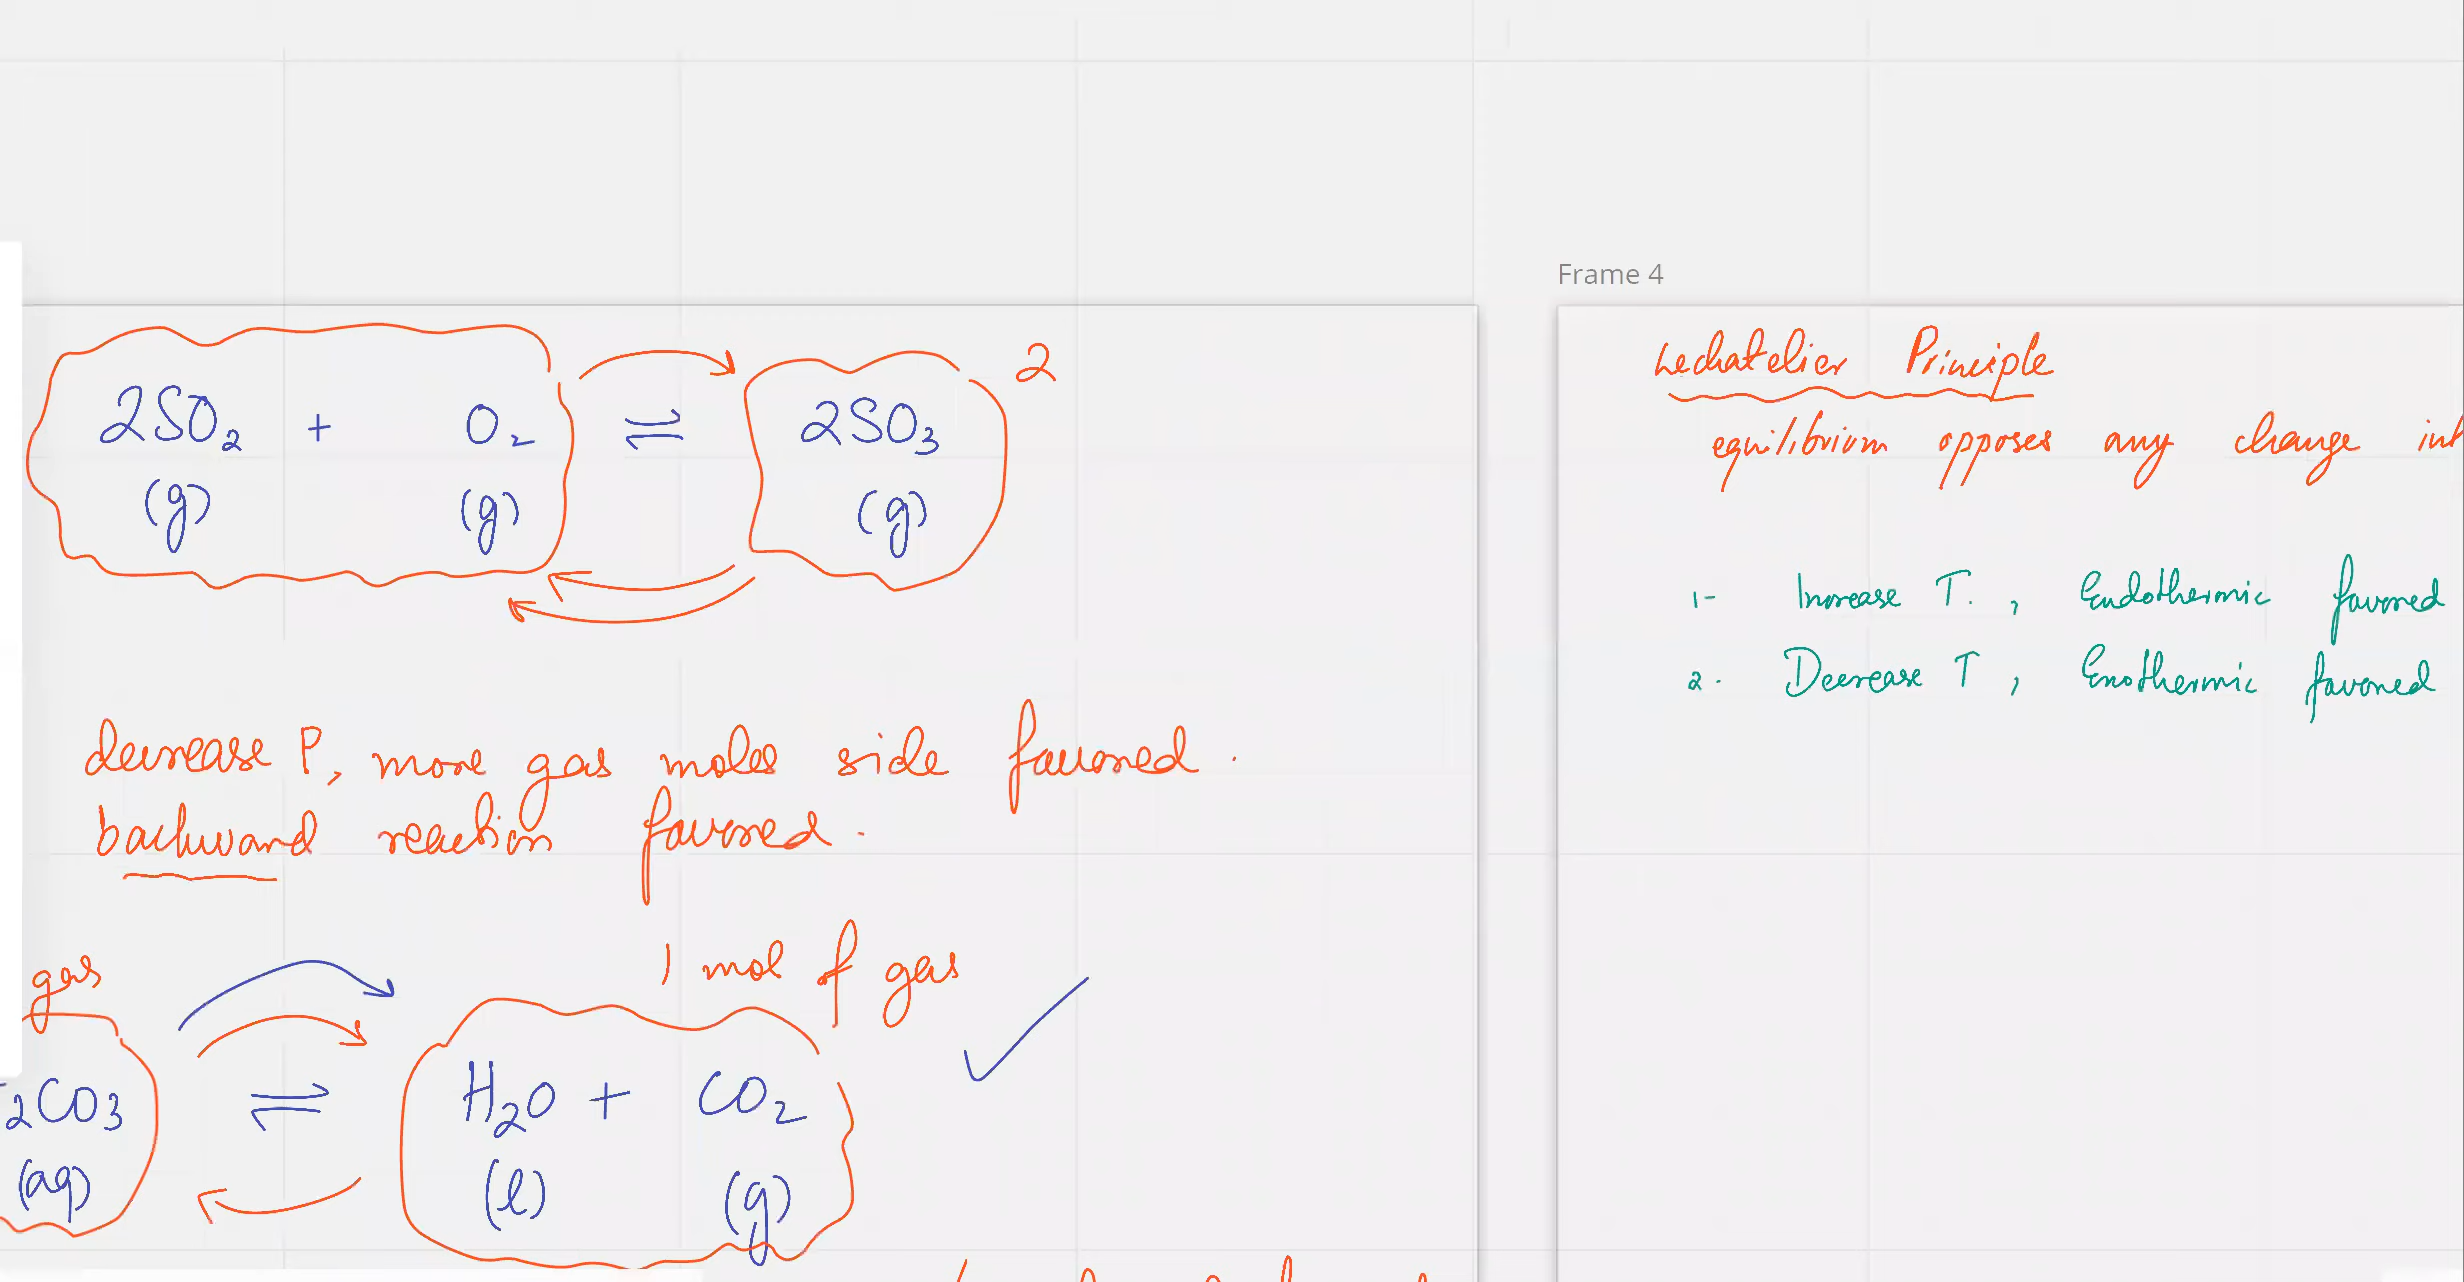 2
2SO2 + O2 ⇌ 2SO3
(g) (g) (g)
decrease P, more gas moles side favored.
backward reaction favored.
gas 1 mol of gas
2CO3 ⇌ H2O + CO2
(aq) (l) (g)
Frame 4
Lechatelier Principle
equilibrium opposes any change
1- Increase T. , Endothermic favored
2. Decrease T , Exothermic favored